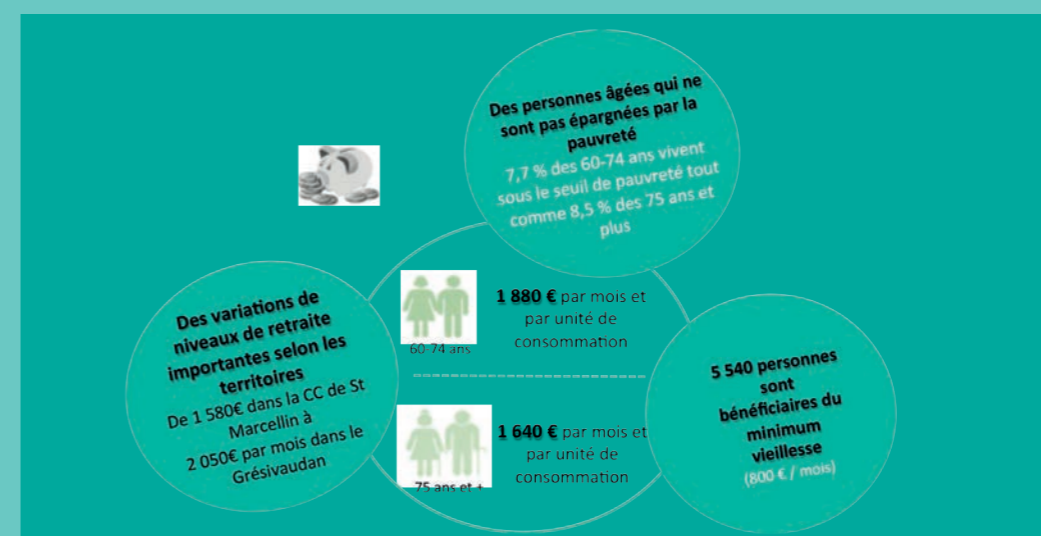 Des personnes âgées qui ne
sont pas épargnées par la
pauvreté
7,7 % des 60-74 ans vivent
sous le seuil de pauvreté tout
comme 8,5 % des 75 ans et
plus
Des variations de
niveaux de retraite
importantes selon les
territoires
De 1 580€ dans la CC de St
Marcellin à
2 050€ par mois dans le
Grésivaudan
60-74 ans
1 880 € par mois et
par unité de
consommation
75 ans et +
1 640 € par mois et
par unité de
consommation
5 540 personnes
sont
bénéficiaires du
minimum
vieillesse
(800 € / mois)